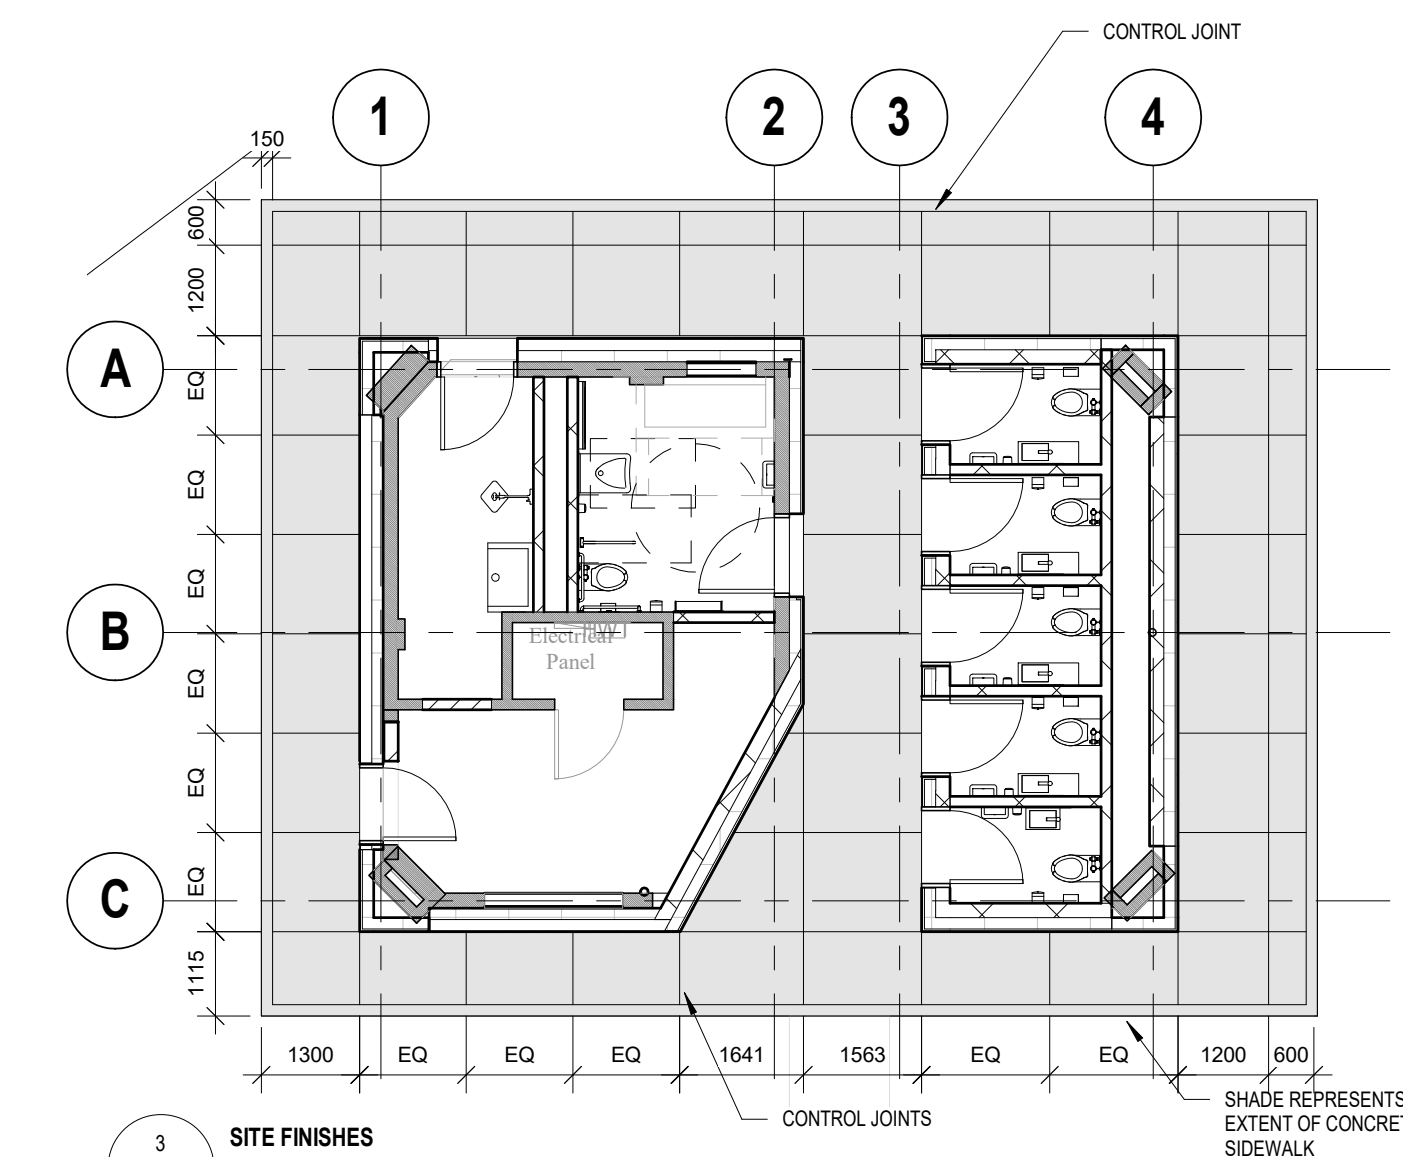 CONTROL JOINT
1
2
3
4
150
600
1200
A
EQ
EQ
EQ
B
Electrical
Panel
EQ
EQ
EQ
C
1115
1300
EQ
EQ
EQ
1641
1563
EQ
EQ
1200
600
CONTROL JOINTS
SHADE REPRESENTS
EXTENT OF CONCRET
SIDEWALK
3
SITE FINISHES